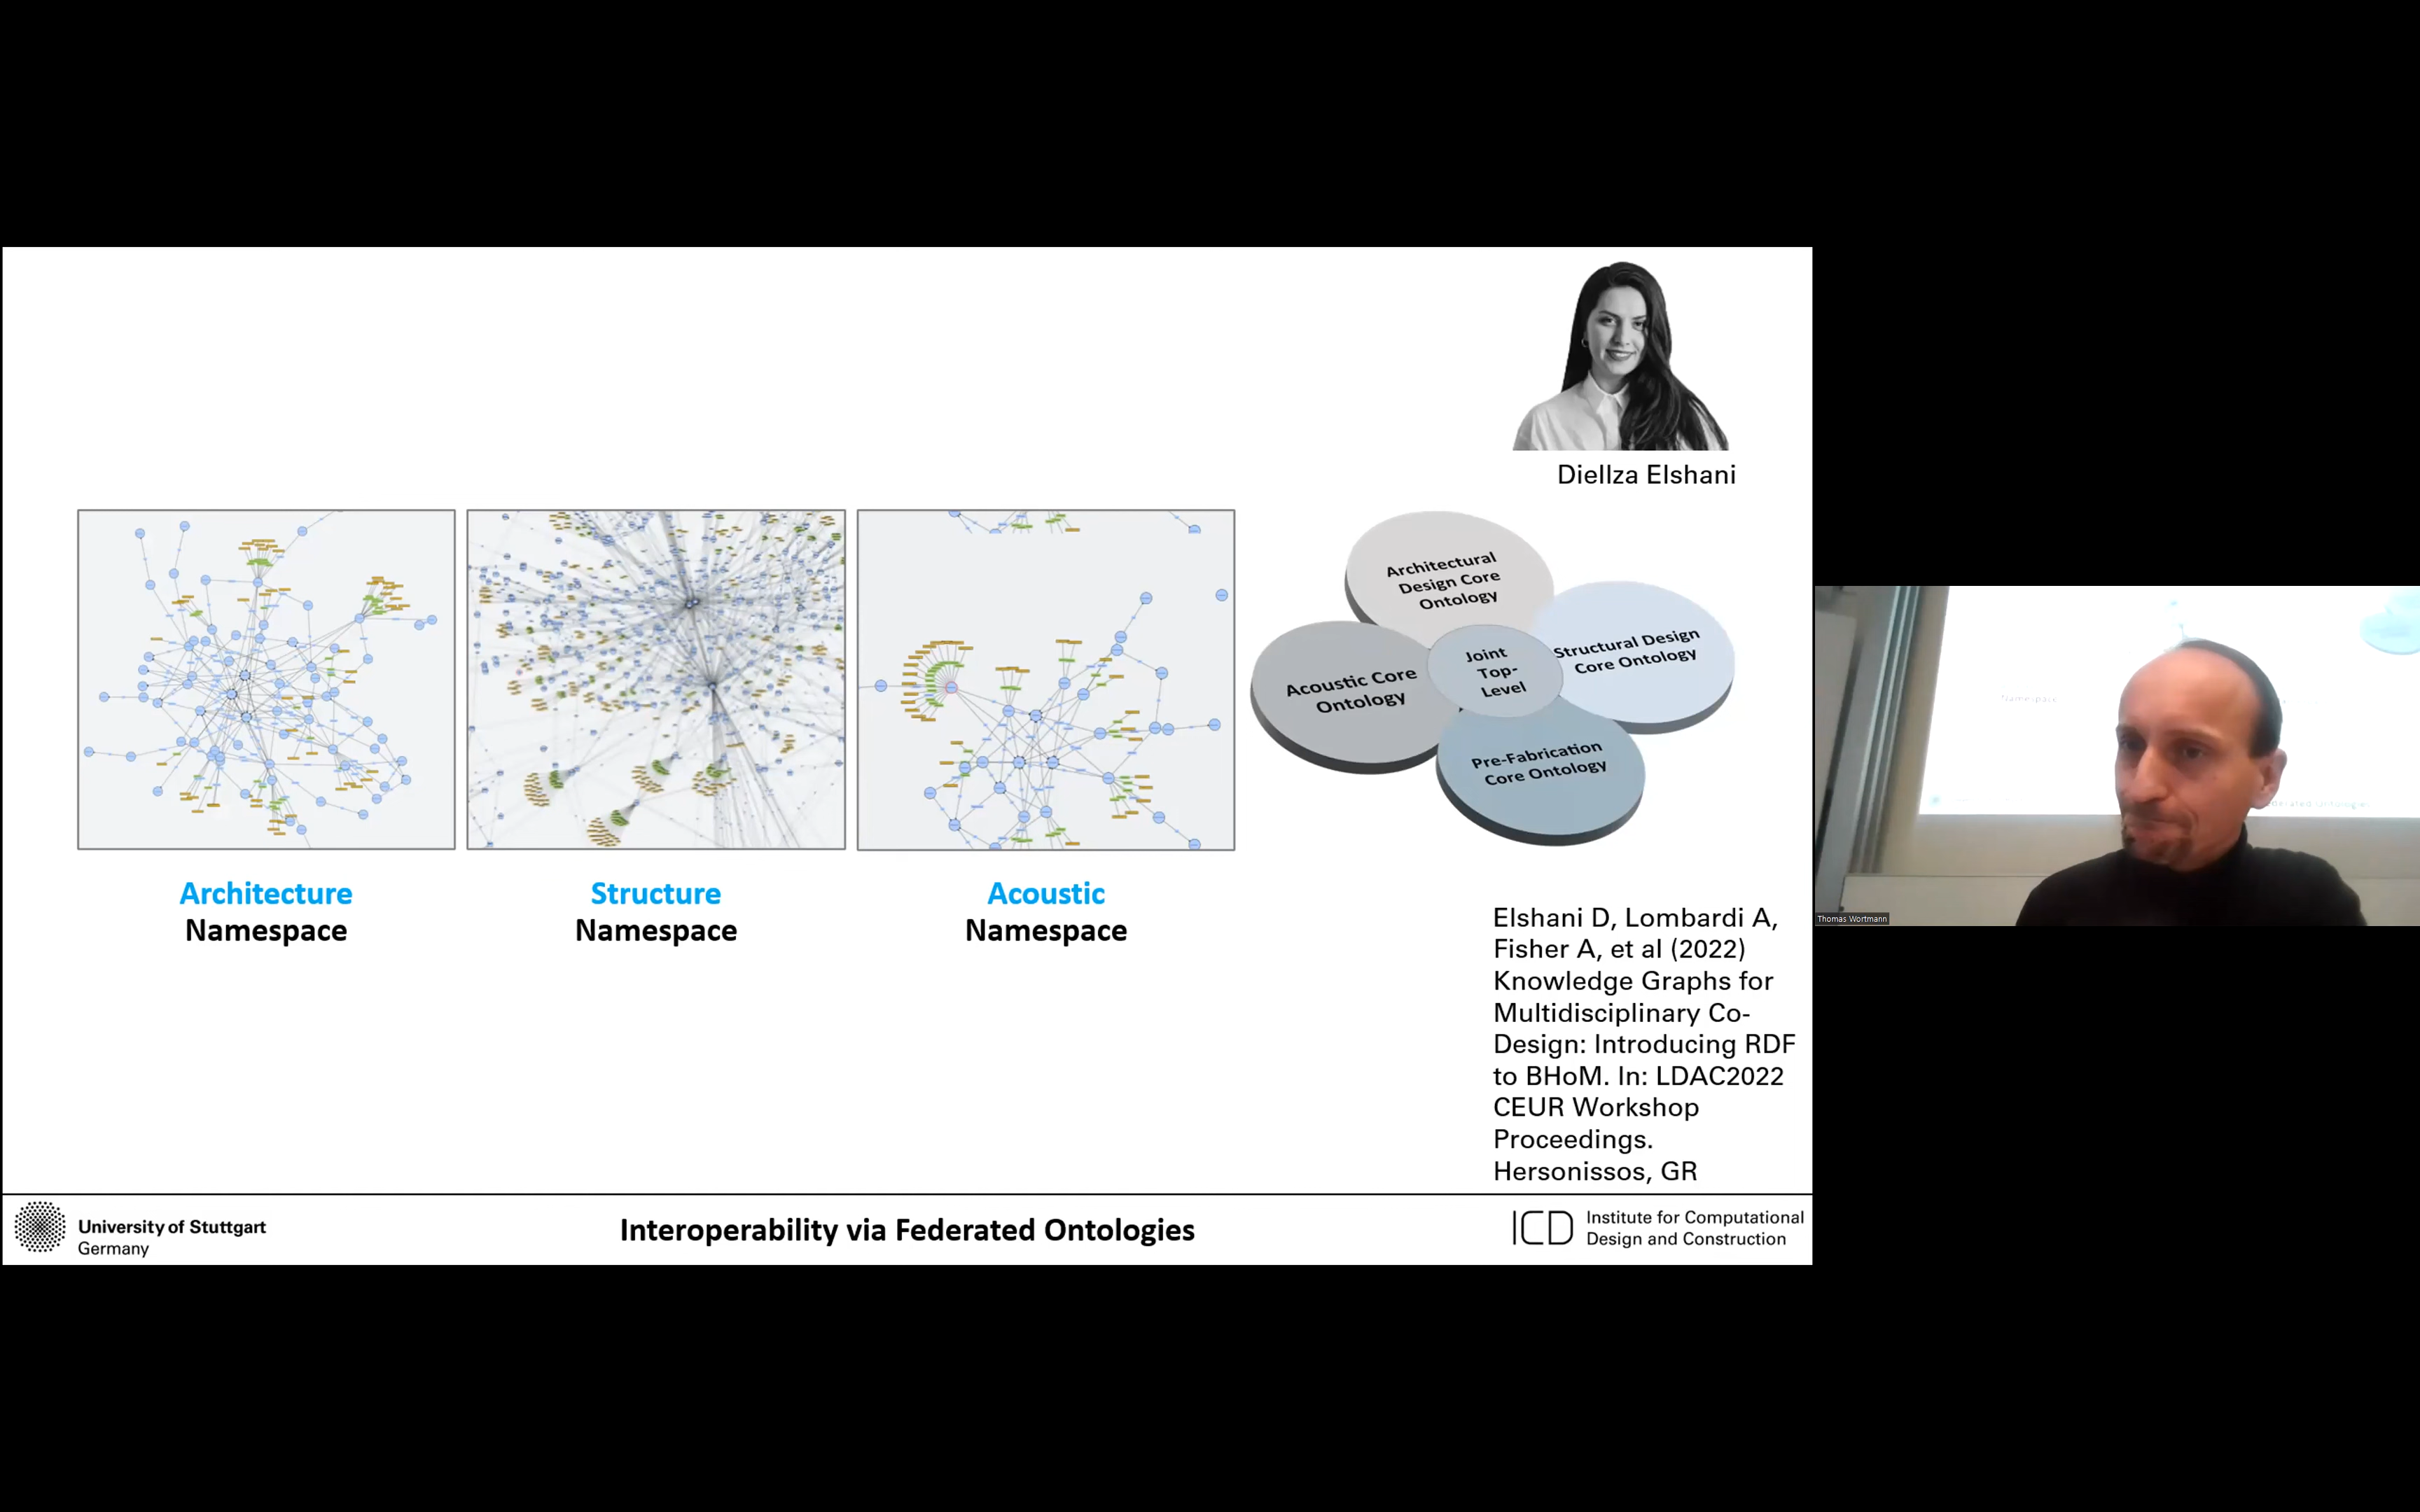 Diellza Elshani
Architectural
Design Core
Ontology
Structural Design
Core Ontology
Joint
Top-
Level
Acoustic Core
Ontology
Pre-Fabrication
Core Ontology
Architecture
Namespace
Structure
Namespace
Acoustic
Namespace
Elshani D, Lombardi A,
Fisher A, et al (2022)
Knowledge Graphs for
Multidisciplinary Co-
Design: Introducing RDF
to BHoM. In: LDAC2022
CEUR Workshop
Proceedings.
Hersonissos, GR
University of Stuttgart
Germany
Interoperability via Federated Ontologies
ICD
Institute for Computational
Design and Construction
Thomas Wortmann